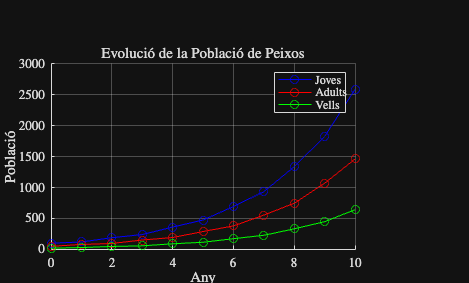 Evolució de la Població de Peixos
3000
2500
2000
1500
1000
500
0
Població
Joves
Adults
Vells
0 2 4 6 8 10
Any